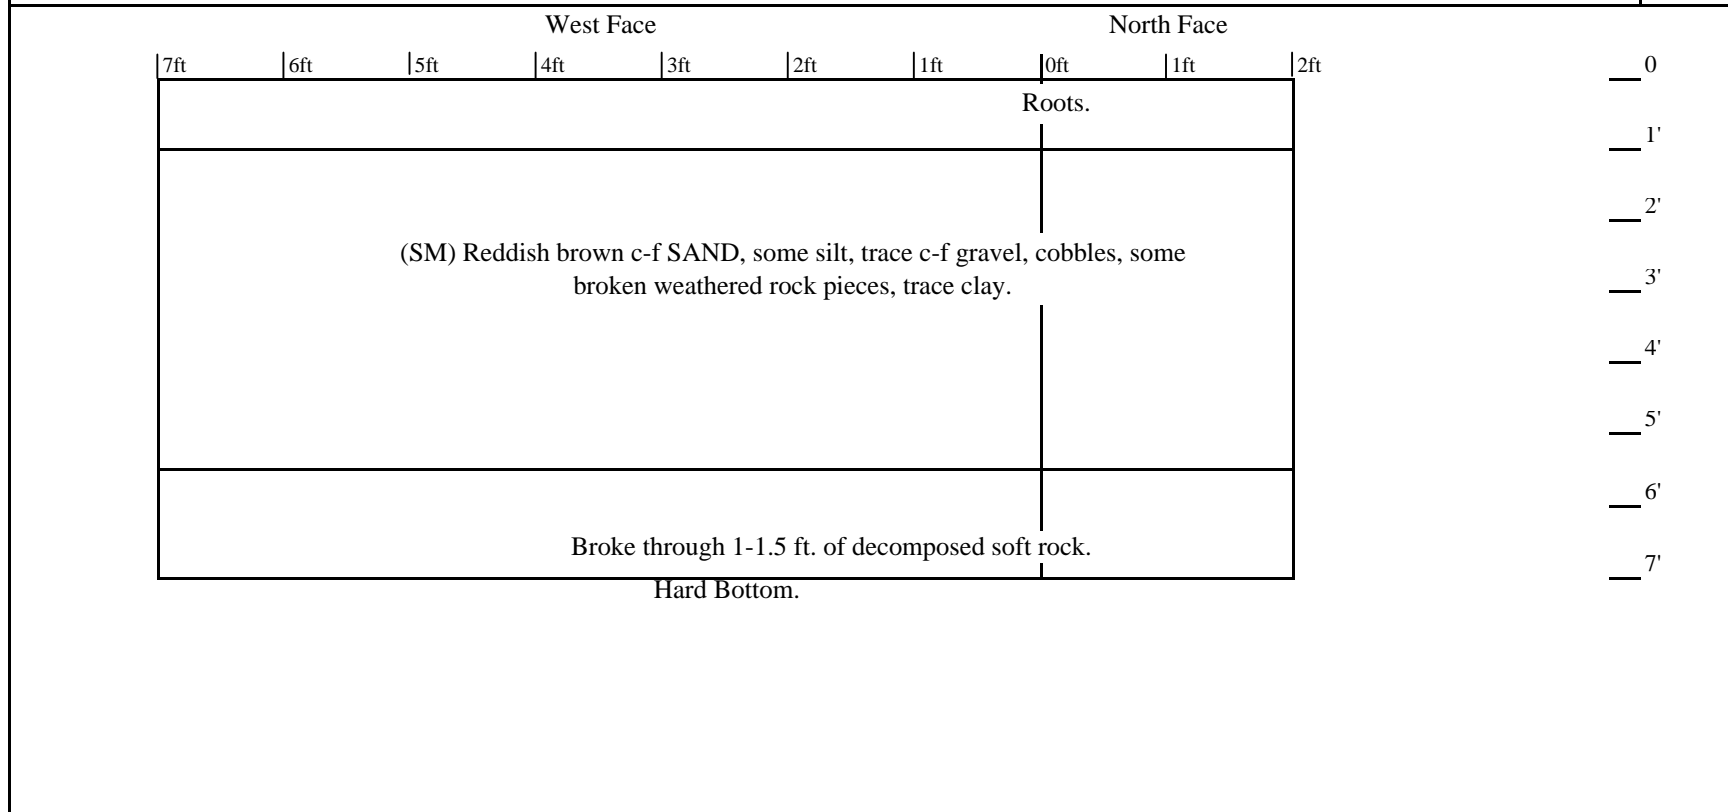 West Face North Face
7ft 6ft 5ft 4ft 3ft 2ft 1ft 0ft 1ft 2ft 0
Roots.
1'
2'
(SM) Reddish brown c-f SAND, some silt, trace c-f gravel, cobbles, some
broken weathered rock pieces, trace clay.
3'
4'
5'
6'
Broke through 1-1.5 ft. of decomposed soft rock.
7'
Hard Bottom.